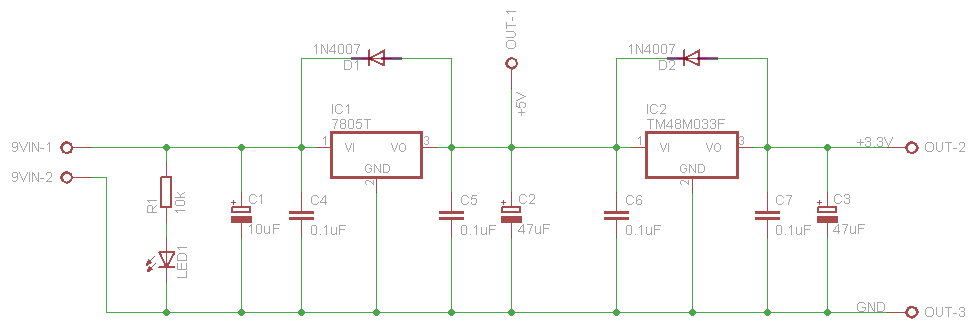 OUT-1
1N4007
D1
1N4007
D2
+5V
IC1
7805T
1
VI
VO
3
GND
2
IC2
TM48M033F
1
VI
VO
3
GND
2
9VIN-1
9VIN-2
+3.3V
OUT-2
R1
10k
LED1
+
C1
10uF
C4
0.1uF
C5
0.1uF
+
C2
47uF
C6
0.1uF
C7
0.1uF
+
C3
47uF
GND
OUT-3